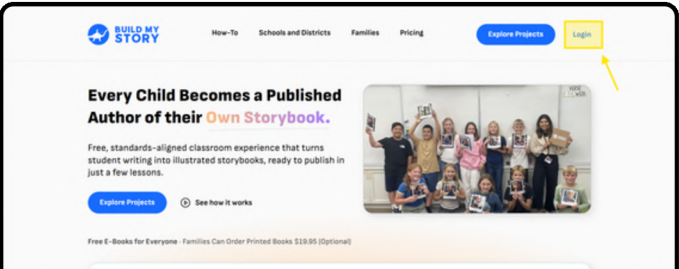 BUILD MY
STORY
How-To
Schools and Districts
Families
Pricing
Explore Projects
Login
Every Child Becomes a Published
Author of their Own Storybook.
Free, standards-aligned classroom experience that turns
student writing into illustrated storybooks, ready to publish in
just a few lessons.
Explore Projects
See how it works
Free E-Books for Everyone · Families Can Order Printed Books $19.95 (Optional)